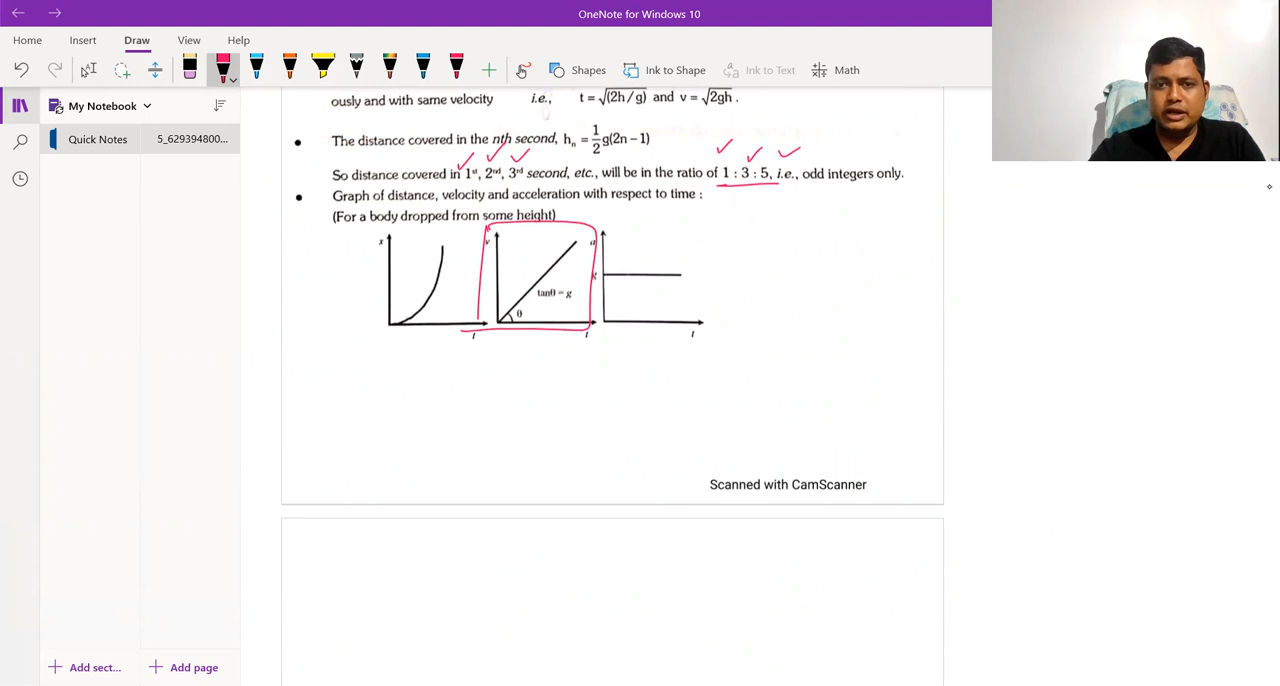 OneNote for Windows 10
Home Insert Draw View Help
Shapes Ink to Shape Ink to Text Math
My Notebook
Quick Notes 5_629394800...
ously and with same velocity i.e., t = √(2h/g) and v = √2gh .
• The distance covered in the nth second, hₙ = 1/2 g(2n − 1)
So distance covered in 1st, 2nd, 3rd second, etc., will be in the ratio of 1 : 3 : 5, i.e., odd integers only.
• Graph of distance, velocity and acceleration with respect to time :
(For a body dropped from some height)
x v a
g
tanθ = g
θ
t t t
Scanned with CamScanner
Add sect... Add page